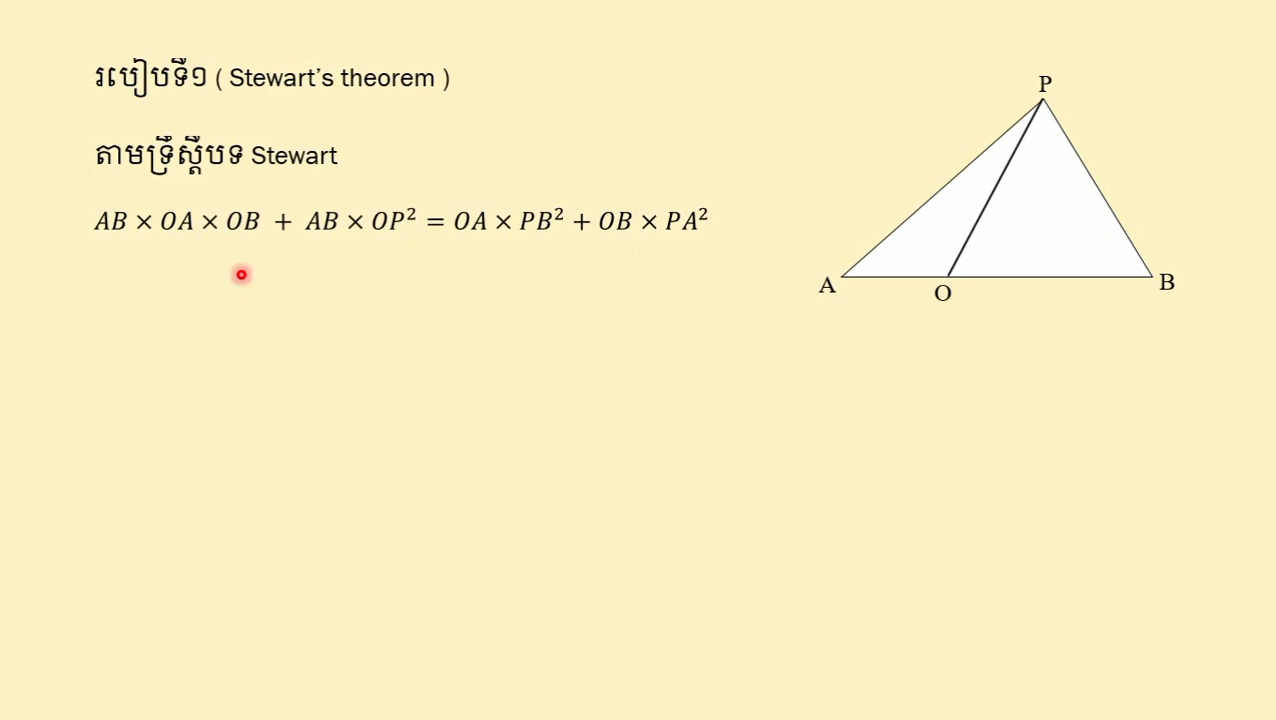 របៀបទី១ ( Stewart’s theorem )
តាមទ្រឹស្តីបទ Stewart
AB × OA × OB + AB × OP² = OA × PB² + OB × PA²
P
A
O
B